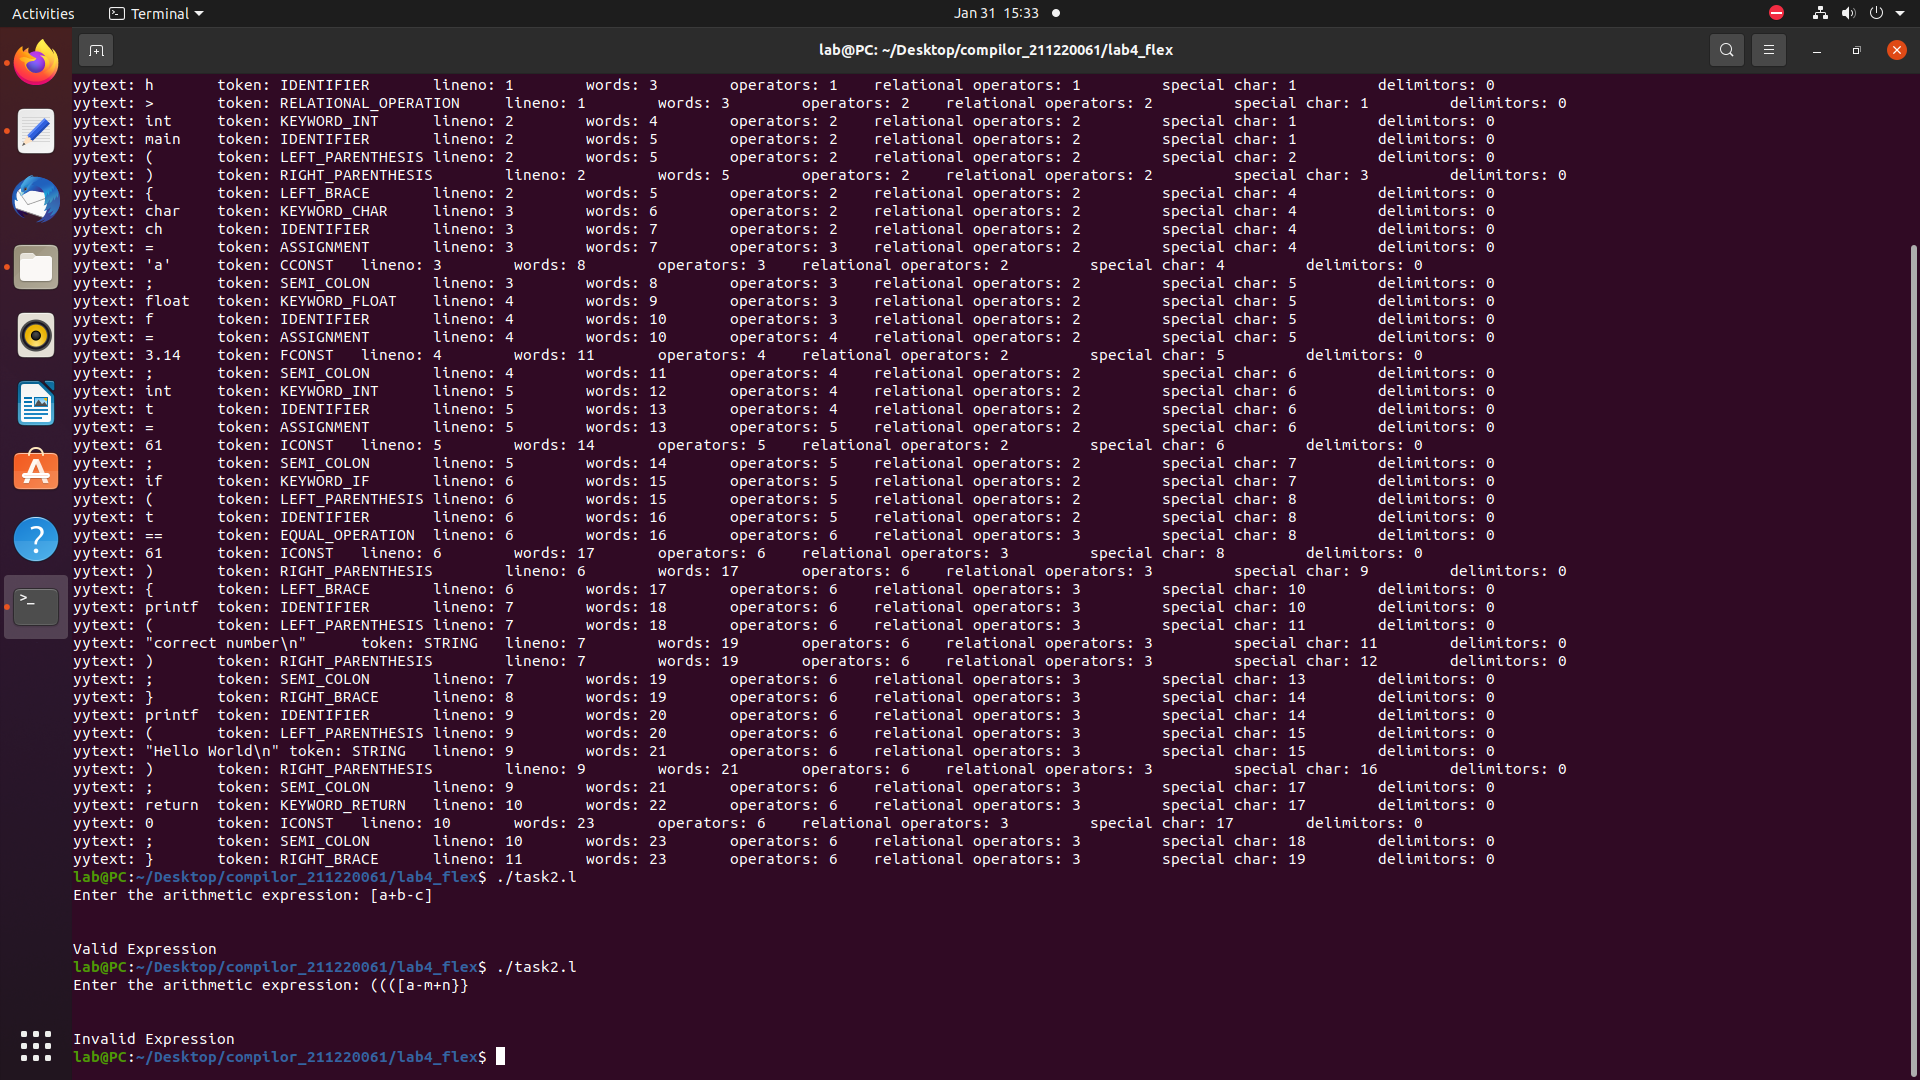 Activities Terminal Jan 31 15:33
lab@PC: ~/Desktop/compilor_211220061/lab4_flex
yytext: h token: IDENTIFIER lineno: 1 words: 3 operators: 1 relational operators: 1 special char: 1 delimitors: 0
yytext: > token: RELATIONAL_OPERATION lineno: 1 words: 3 operators: 2 relational operators: 2 special char: 1 delimitors: 0
yytext: int token: KEYWORD_INT lineno: 2 words: 4 operators: 2 relational operators: 2 special char: 1 delimitors: 0
yytext: main token: IDENTIFIER lineno: 2 words: 5 operators: 2 relational operators: 2 special char: 1 delimitors: 0
yytext: ( token: LEFT_PARENTHESIS lineno: 2 words: 5 operators: 2 relational operators: 2 special char: 2 delimitors: 0
yytext: ) token: RIGHT_PARENTHESIS lineno: 2 words: 5 operators: 2 relational operators: 2 special char: 3 delimitors: 0
yytext: { token: LEFT_BRACE lineno: 2 words: 5 operators: 2 relational operators: 2 special char: 4 delimitors: 0
yytext: char token: KEYWORD_CHAR lineno: 3 words: 6 operators: 2 relational operators: 2 special char: 4 delimitors: 0
yytext: ch token: IDENTIFIER lineno: 3 words: 7 operators: 2 relational operators: 2 special char: 4 delimitors: 0
yytext: = token: ASSIGNMENT lineno: 3 words: 7 operators: 3 relational operators: 2 special char: 4 delimitors: 0
yytext: 'a' token: CCONST lineno: 3 words: 8 operators: 3 relational operators: 2 special char: 4 delimitors: 0
yytext: ; token: SEMI_COLON lineno: 3 words: 8 operators: 3 relational operators: 2 special char: 5 delimitors: 0
yytext: float token: KEYWORD_FLOAT lineno: 4 words: 9 operators: 3 relational operators: 2 special char: 5 delimitors: 0
yytext: f token: IDENTIFIER lineno: 4 words: 10 operators: 3 relational operators: 2 special char: 5 delimitors: 0
yytext: = token: ASSIGNMENT lineno: 4 words: 10 operators: 4 relational operators: 2 special char: 5 delimitors: 0
yytext: 3.14 token: FCONST lineno: 4 words: 11 operators: 4 relational operators: 2 special char: 5 delimitors: 0
yytext: ; token: SEMI_COLON lineno: 4 words: 11 operators: 4 relational operators: 2 special char: 6 delimitors: 0
yytext: int token: KEYWORD_INT lineno: 5 words: 12 operators: 4 relational operators: 2 special char: 6 delimitors: 0
yytext: t token: IDENTIFIER lineno: 5 words: 13 operators: 4 relational operators: 2 special char: 6 delimitors: 0
yytext: = token: ASSIGNMENT lineno: 5 words: 13 operators: 5 relational operators: 2 special char: 6 delimitors: 0
yytext: 61 token: ICONST lineno: 5 words: 14 operators: 5 relational operators: 2 special char: 6 delimitors: 0
yytext: ; token: SEMI_COLON lineno: 5 words: 14 operators: 5 relational operators: 2 special char: 7 delimitors: 0
yytext: if token: KEYWORD_IF lineno: 6 words: 15 operators: 5 relational operators: 2 special char: 7 delimitors: 0
yytext: ( token: LEFT_PARENTHESIS lineno: 6 words: 15 operators: 5 relational operators: 2 special char: 8 delimitors: 0
yytext: t token: IDENTIFIER lineno: 6 words: 16 operators: 5 relational operators: 2 special char: 8 delimitors: 0
yytext: == token: EQUAL_OPERATION lineno: 6 words: 16 operators: 6 relational operators: 3 special char: 8 delimitors: 0
yytext: 61 token: ICONST lineno: 6 words: 17 operators: 6 relational operators: 3 special char: 8 delimitors: 0
yytext: ) token: RIGHT_PARENTHESIS lineno: 6 words: 17 operators: 6 relational operators: 3 special char: 9 delimitors: 0
yytext: { token: LEFT_BRACE lineno: 6 words: 17 operators: 6 relational operators: 3 special char: 10 delimitors: 0
yytext: printf token: IDENTIFIER lineno: 7 words: 18 operators: 6 relational operators: 3 special char: 10 delimitors: 0
yytext: ( token: LEFT_PARENTHESIS lineno: 7 words: 18 operators: 6 relational operators: 3 special char: 11 delimitors: 0
yytext: "correct number\n" token: STRING lineno: 7 words: 19 operators: 6 relational operators: 3 special char: 11 delimitors: 0
yytext: ) token: RIGHT_PARENTHESIS lineno: 7 words: 19 operators: 6 relational operators: 3 special char: 12 delimitors: 0
yytext: ; token: SEMI_COLON lineno: 7 words: 19 operators: 6 relational operators: 3 special char: 13 delimitors: 0
yytext: } token: RIGHT_BRACE lineno: 8 words: 19 operators: 6 relational operators: 3 special char: 14 delimitors: 0
yytext: printf token: IDENTIFIER lineno: 9 words: 20 operators: 6 relational operators: 3 special char: 14 delimitors: 0
yytext: ( token: LEFT_PARENTHESIS lineno: 9 words: 20 operators: 6 relational operators: 3 special char: 15 delimitors: 0
yytext: "Hello World\n" token: STRING lineno: 9 words: 21 operators: 6 relational operators: 3 special char: 15 delimitors: 0
yytext: ) token: RIGHT_PARENTHESIS lineno: 9 words: 21 operators: 6 relational operators: 3 special char: 16 delimitors: 0
yytext: ; token: SEMI_COLON lineno: 9 words: 21 operators: 6 relational operators: 3 special char: 17 delimitors: 0
yytext: return token: KEYWORD_RETURN lineno: 10 words: 22 operators: 6 relational operators: 3 special char: 17 delimitors: 0
yytext: 0 token: ICONST lineno: 10 words: 23 operators: 6 relational operators: 3 special char: 17 delimitors: 0
yytext: ; token: SEMI_COLON lineno: 10 words: 23 operators: 6 relational operators: 3 special char: 18 delimitors: 0
yytext: } token: RIGHT_BRACE lineno: 11 words: 23 operators: 6 relational operators: 3 special char: 19 delimitors: 0
lab@PC:~/Desktop/compilor_211220061/lab4_flex$ ./task2.l
Enter the arithmetic expression: [a+b-c]
Valid Expression
lab@PC:~/Desktop/compilor_211220061/lab4_flex$ ./task2.l
Enter the arithmetic expression: ((([a-m+n}}
Invalid Expression
lab@PC:~/Desktop/compilor_211220061/lab4_flex$